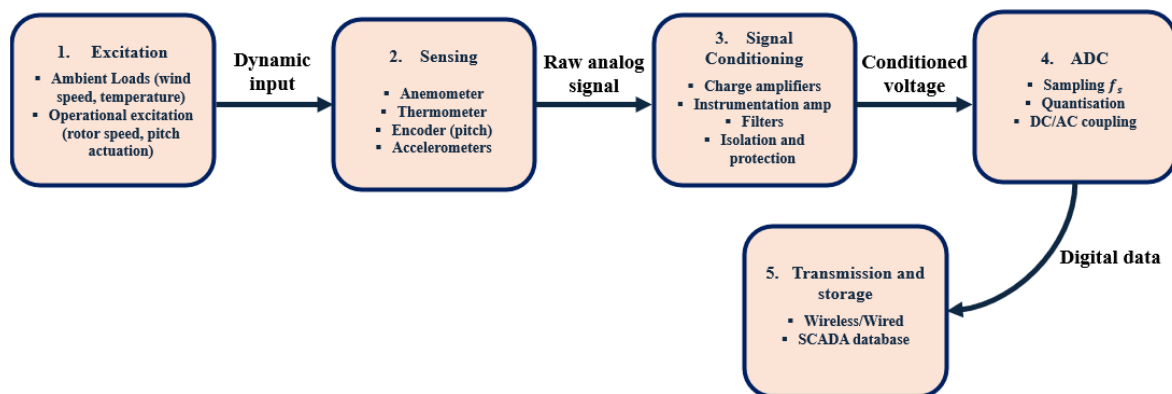 1. Excitation
▪ Ambient Loads (wind
speed, temperature)
▪ Operational excitation
(rotor speed, pitch
actuation)
Dynamic
input
2. Sensing
▪ Anemometer
▪ Thermometer
▪ Encoder (pitch)
▪ Accelerometers
Raw analog
signal
3. Signal
Conditioning
▪ Charge amplifiers
▪ Instrumentation amp
▪ Filters
▪ Isolation and
protection
Conditioned
voltage
4. ADC
▪ Sampling fₛ
▪ Quantisation
▪ DC/AC coupling
Digital data
5. Transmission and
storage
▪ Wireless/Wired
▪ SCADA database